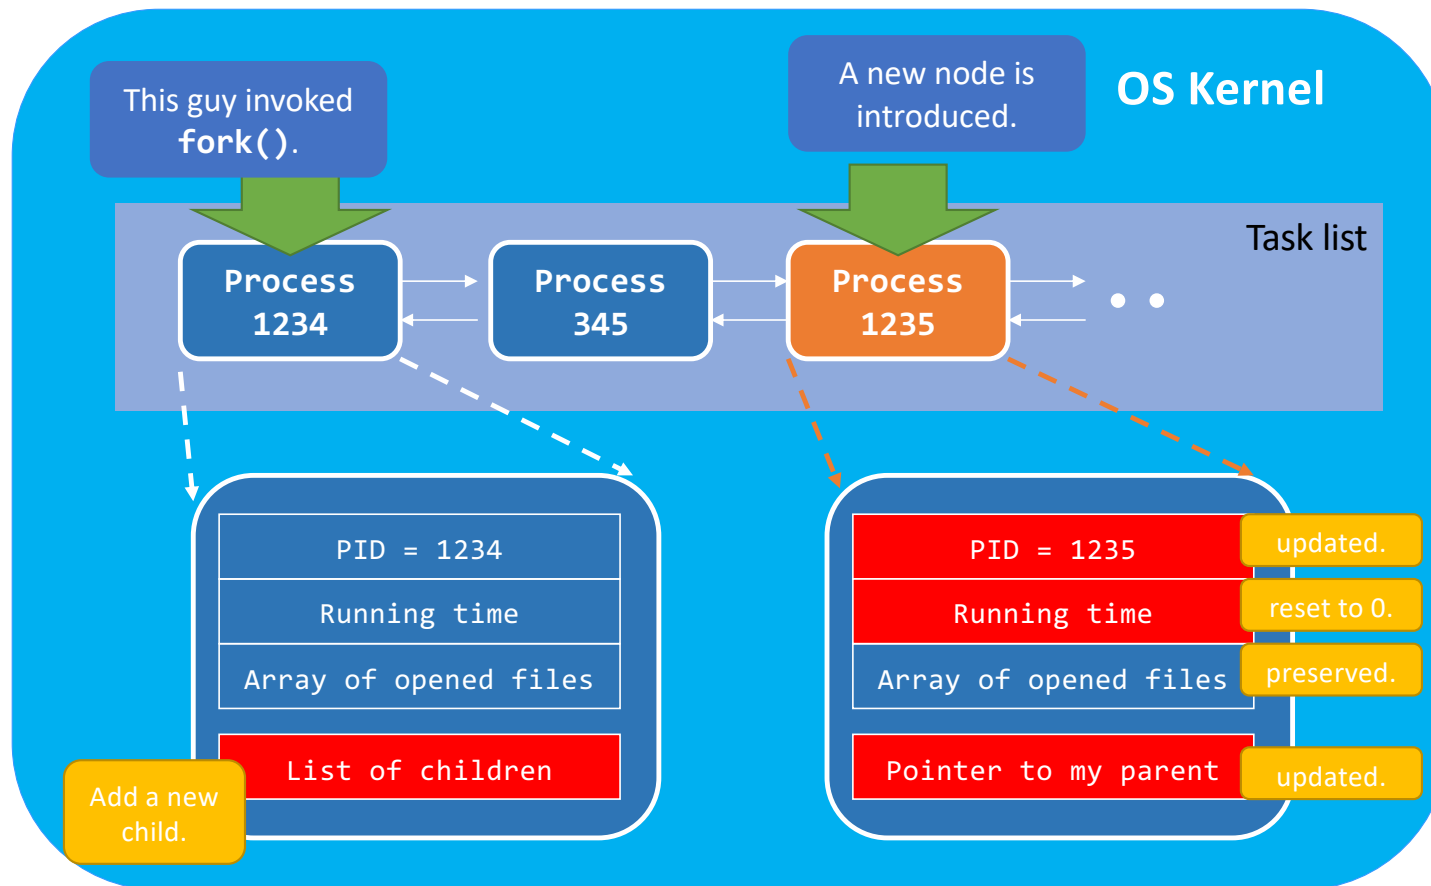 This guy invoked
fork().
A new node is
introduced.
OS Kernel
Task list
Process
1234
Process
345
Process
1235
PID = 1234
Running time
Array of opened files
List of children
Add a new
child.
PID = 1235
updated.
Running time
reset to 0.
Array of opened files
preserved.
Pointer to my parent
updated.